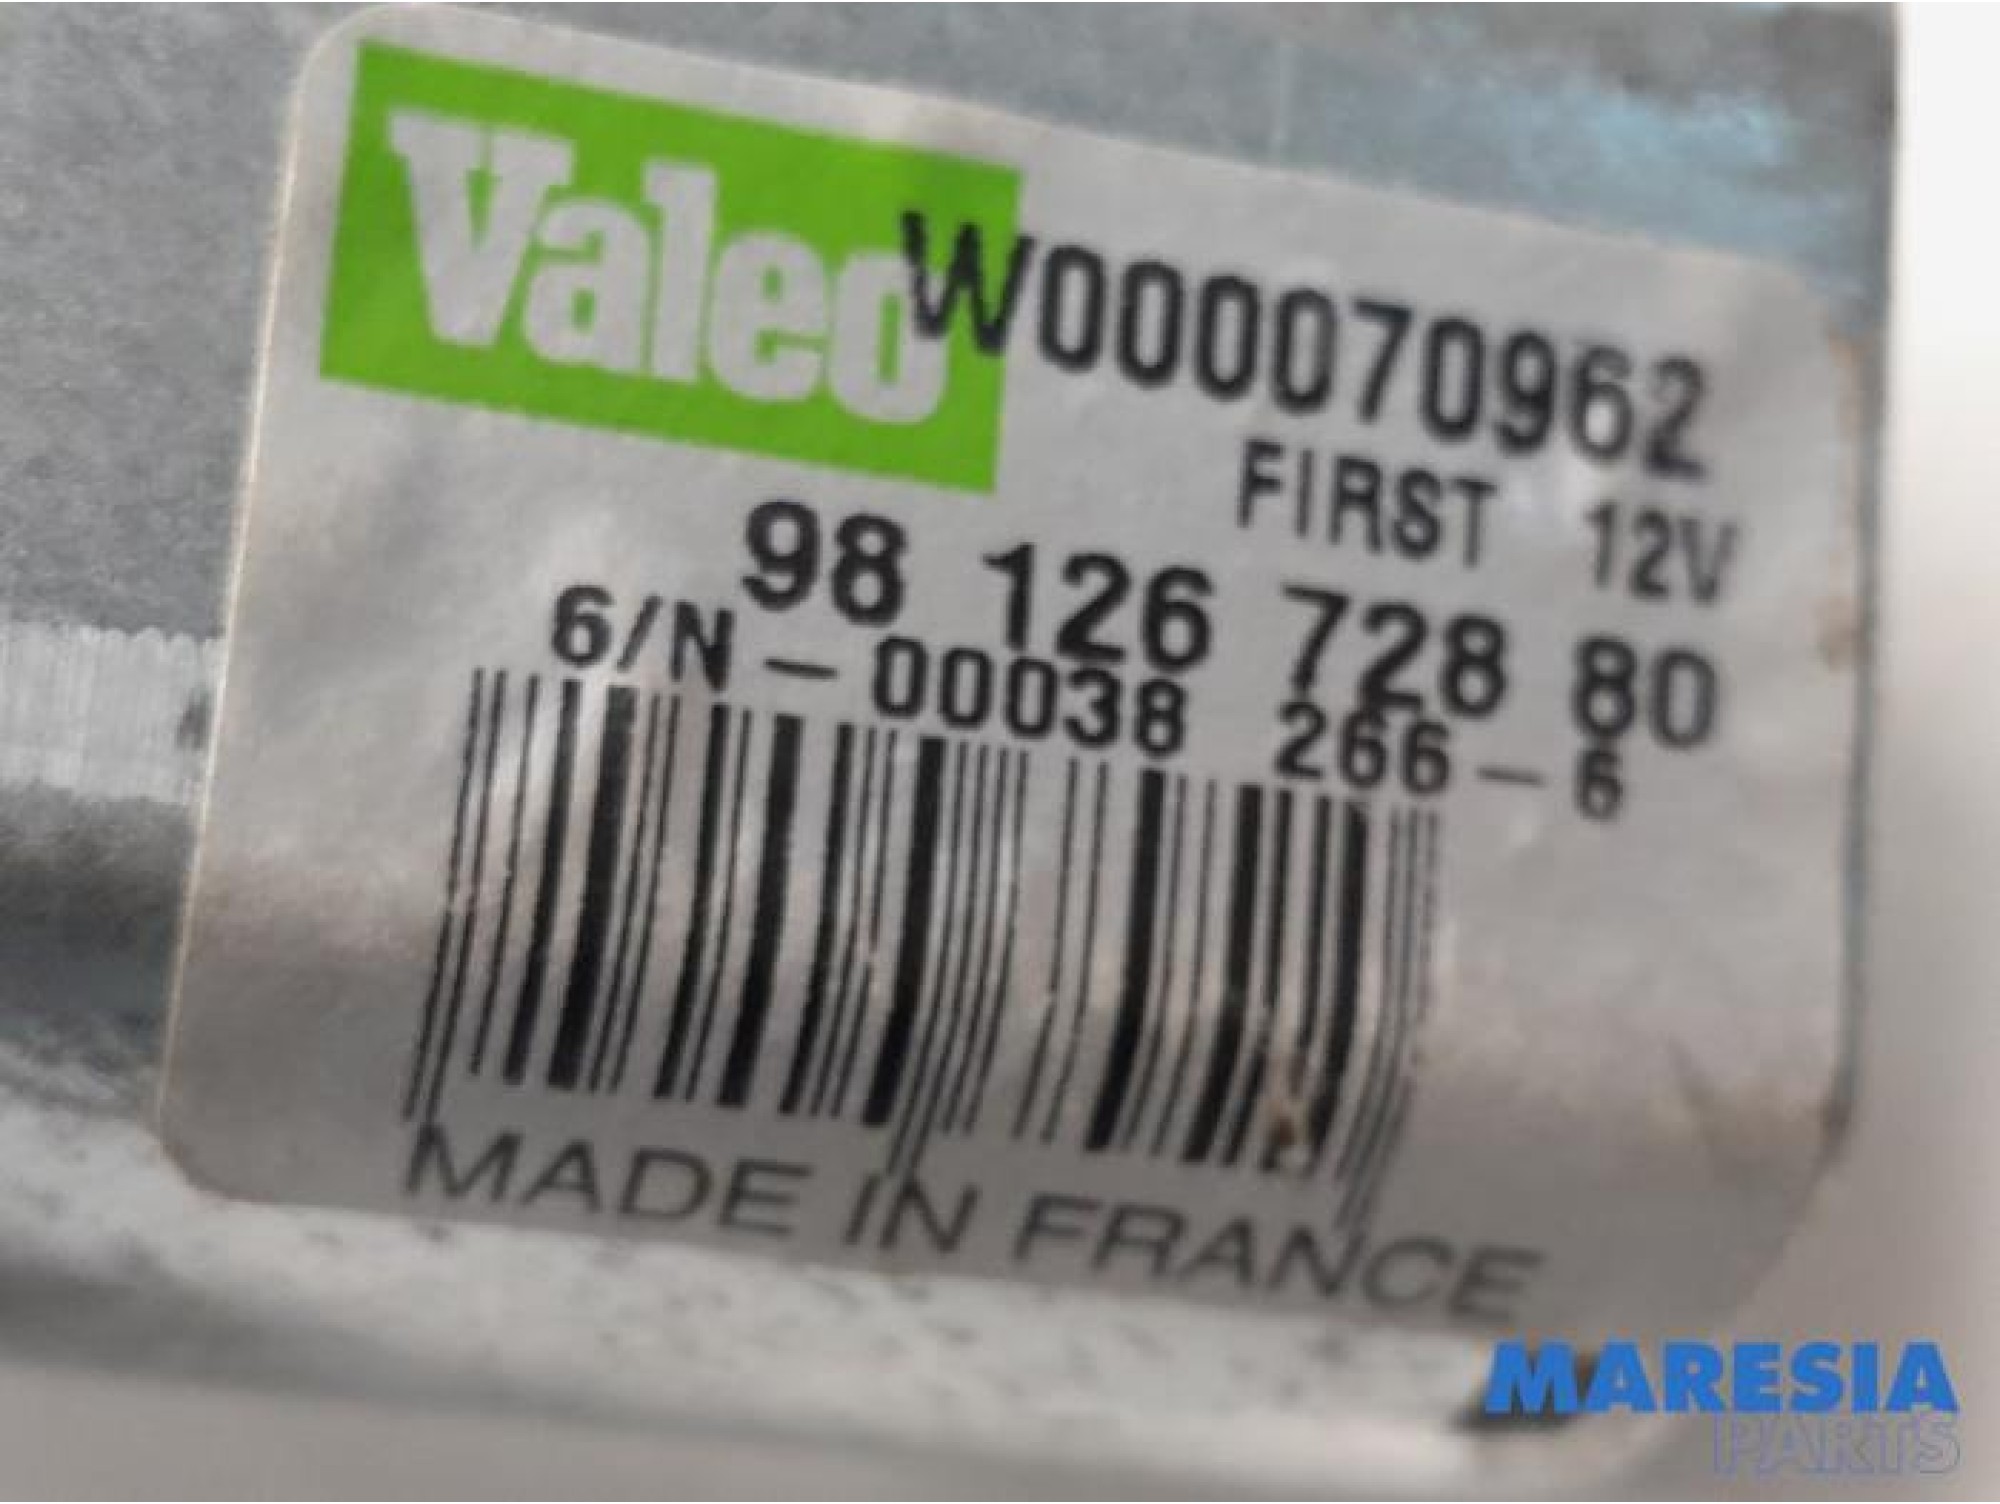 Valeo
W000070962
FIRST 12V
98 126 728 80
6/N - 00038 266 - 6
MADE IN FRANCE
MARESIA
PARTS